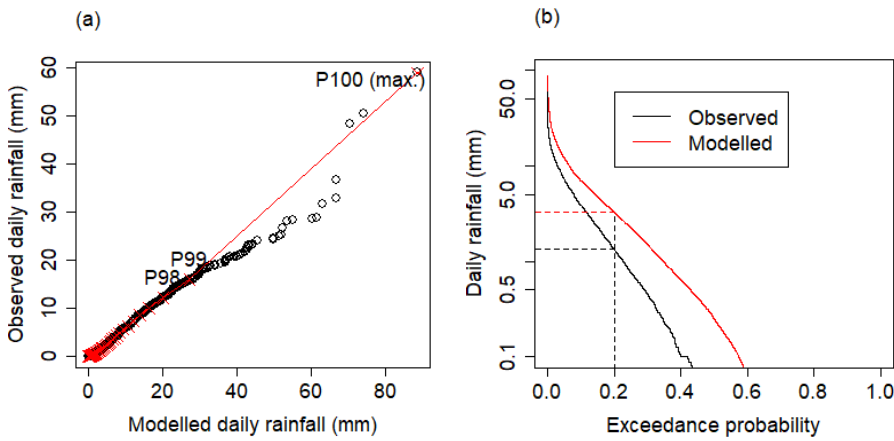 (a)
Observed daily rainfall (mm)
60
50
40
30
20
10
0
P100 (max.)
P99
P98
0
20
40
60
80
Modelled daily rainfall (mm)
(b)
Daily rainfall (mm)
50.0
5.0
0.5
0.1
Observed
Modelled
0.0
0.2
0.4
0.6
0.8
1.0
Exceedance probability